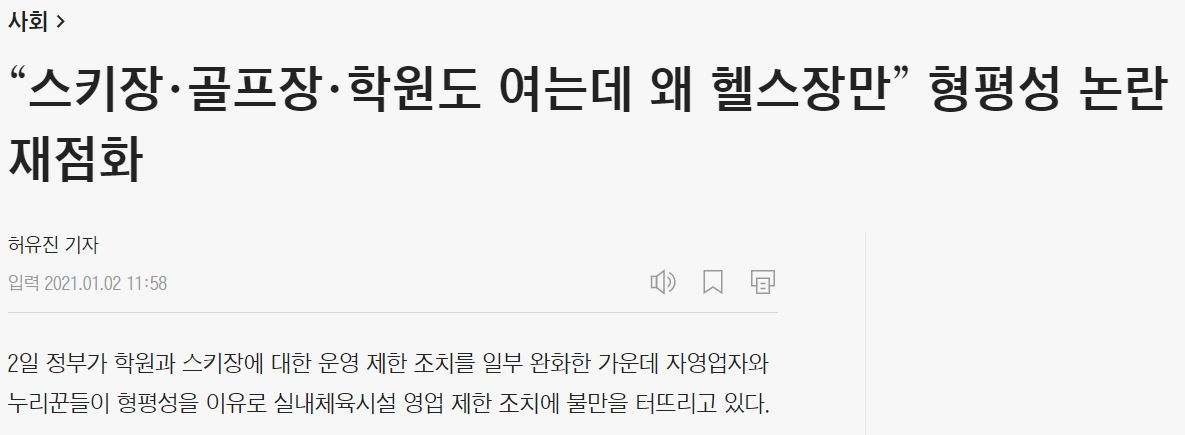 사회 >
“스키장·골프장·학원도 여는데 왜 헬스장만” 형평성 논란
재점화
허유진 기자
입력 2021.01.02 11:58
2일 정부가 학원과 스키장에 대한 운영 제한 조치를 일부 완화한 가운데 자영업자와
누리꾼들이 형평성을 이유로 실내체육시설 영업 제한 조치에 불만을 터뜨리고 있다.